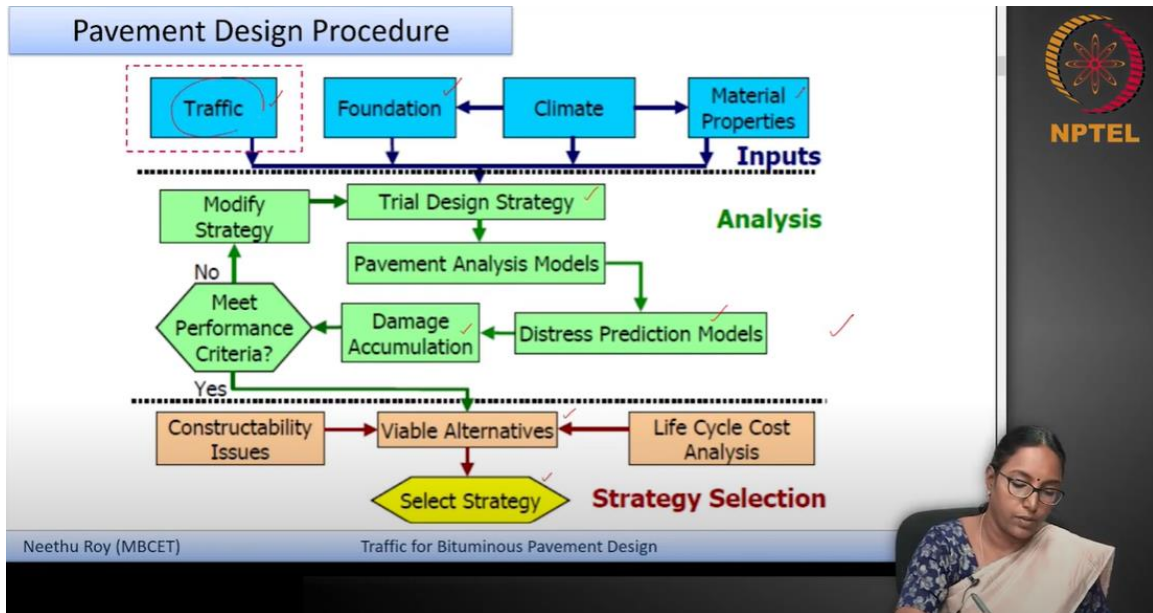 Pavement Design Procedure
NPTEL
Traffic
Foundation
Climate
Material
Properties
Inputs
Modify
Strategy
Trial Design Strategy
Analysis
Pavement Analysis Models
No
Meet
Performance
Criteria?
Damage
Accumulation
Distress Prediction Models
Yes
Constructability
Issues
Viable Alternatives
Life Cycle Cost
Analysis
Select Strategy
Strategy Selection
Neethu Roy (MBCET)
Traffic for Bituminous Pavement Design